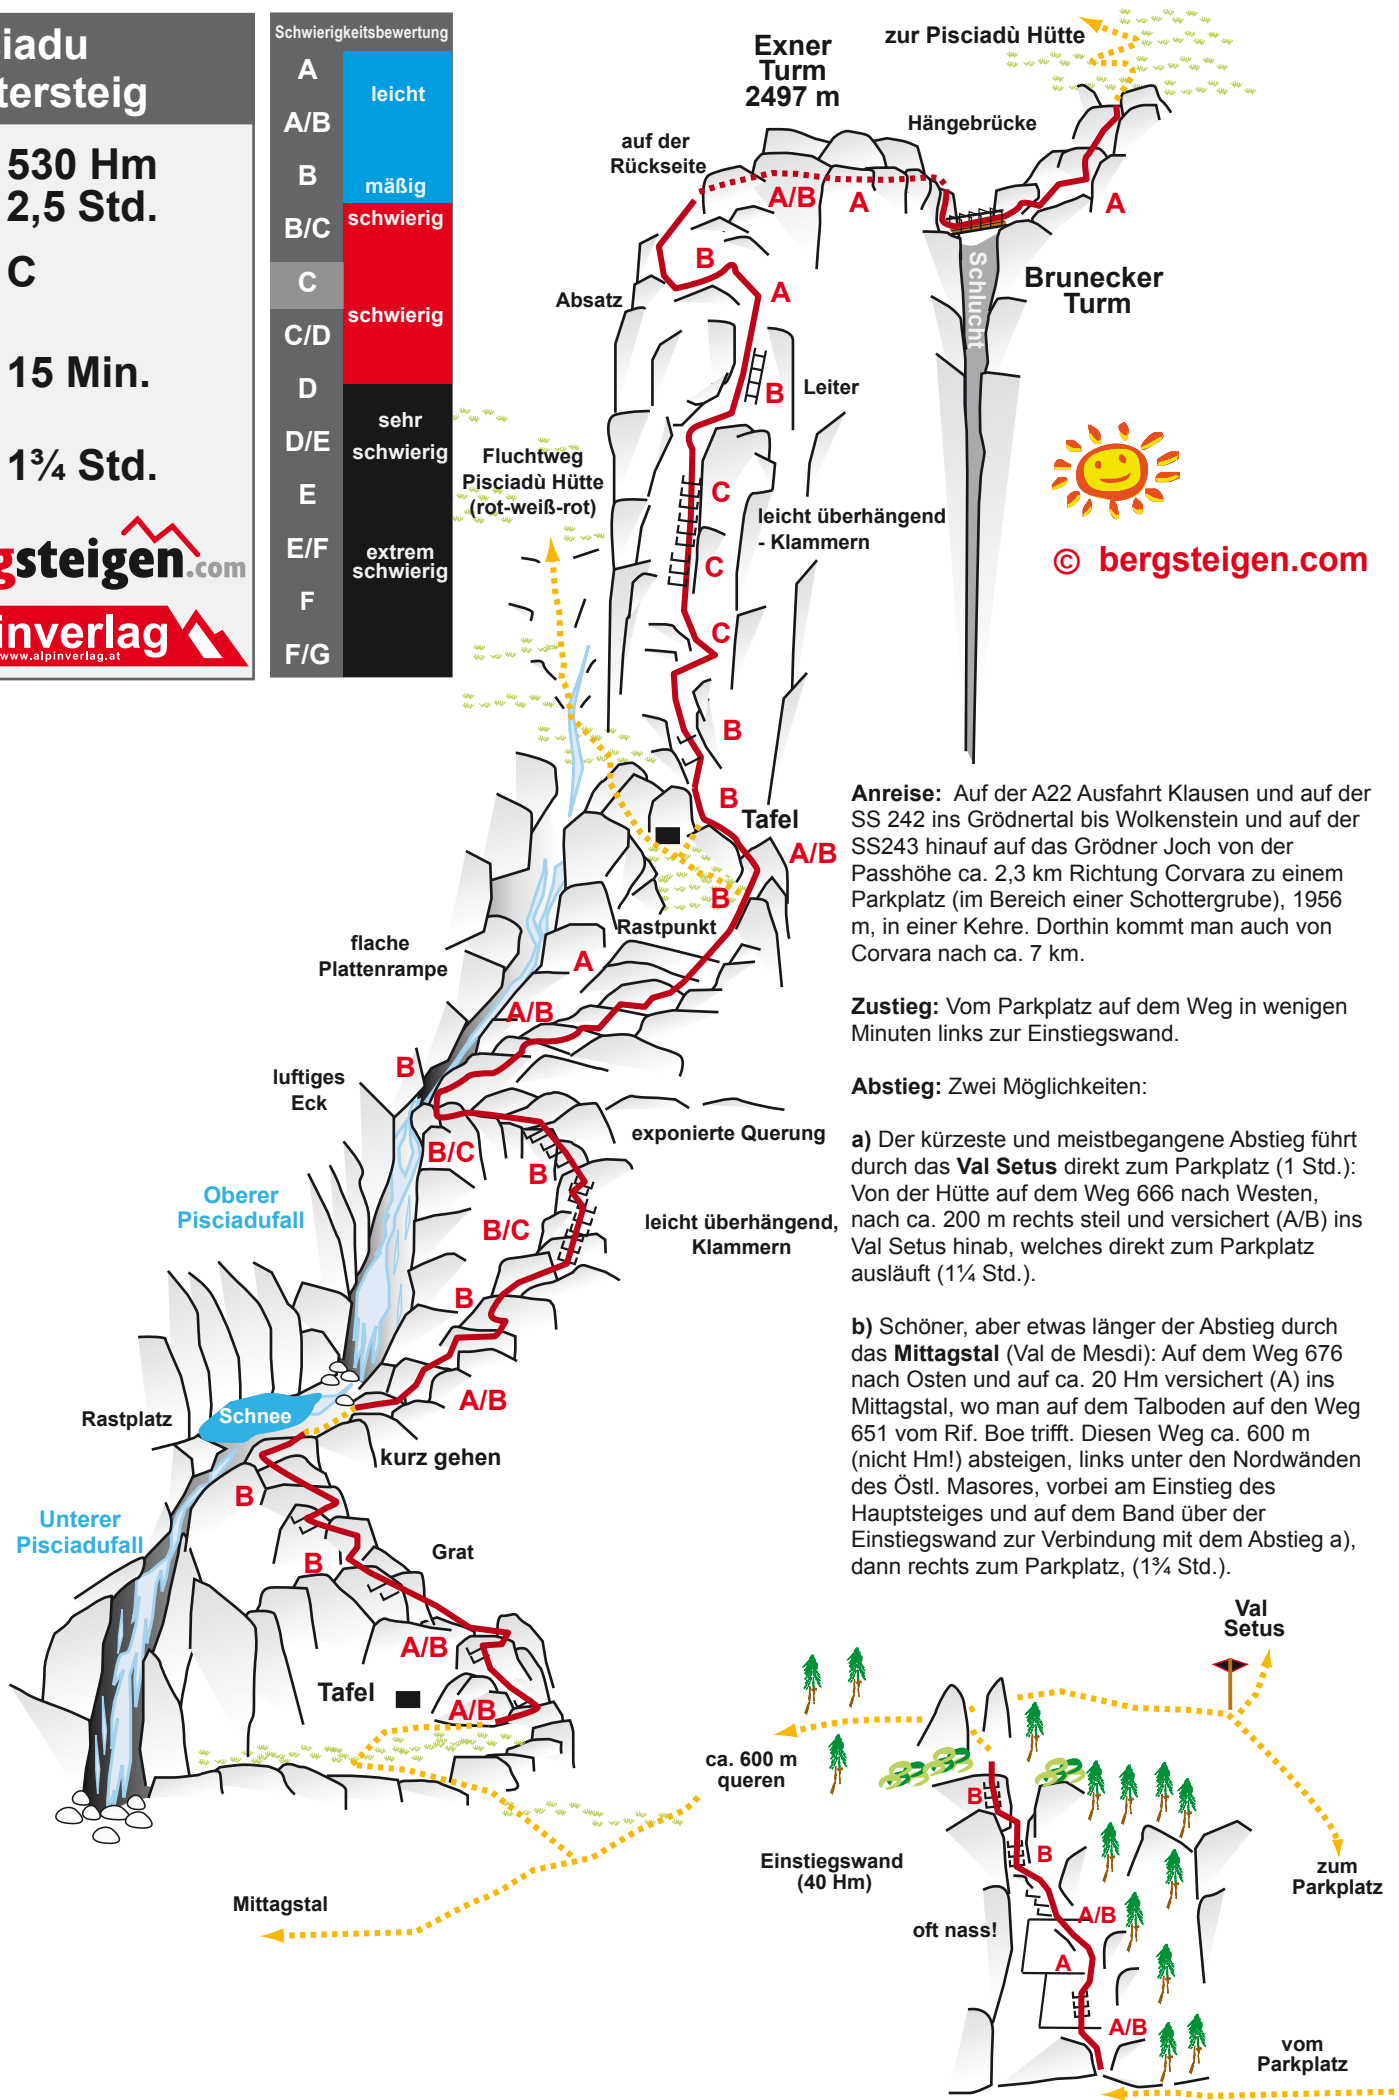 iadu
tersteig
530 Hm
2,5 Std.
C
15 Min.
1¾ Std.
gsteigen.com
inverlag
www.alpinverlag.at
Schwierigkeitsbewertung
A
leicht
A/B
B
mäßig
schwierig
B/C
C
schwierig
C/D
D
sehr
schwierig
D/E
E
E/F
extrem
schwierig
F
F/G
zur Pisciadù Hütte
Exner
Turm
2497 m
Hängebrücke
auf der
Rückseite
A/B
A
A
Schlucht
Brunecker
Turm
B
A
Absatz
B
Leiter
Fluchtweg
Pisciadù Hütte
(rot-weiß-rot)
C
leicht überhängend
- Klammern
C
C
© bergsteigen.com
B
B
Tafel
A/B
B
Rastpunkt
flache
Plattenrampe
A
A/B
B
luftiges
Eck
exponierte Querung
B/C
B
Oberer
Pisciadufall
B/C
leicht überhängend,
Klammern
B
A/B
Rastplatz
Schnee
kurz gehen
B
Unterer
Pisciadufall
Grat
B
A/B
Tafel
A/B
Mittagstal
Anreise: Auf der A22 Ausfahrt Klausen und auf der
SS 242 ins Grödnertal bis Wolkenstein und auf der
SS243 hinauf auf das Grödner Joch von der
Passhöhe ca. 2,3 km Richtung Corvara zu einem
Parkplatz (im Bereich einer Schottergrube), 1956
m, in einer Kehre. Dorthin kommt man auch von
Corvara nach ca. 7 km.
Zustieg: Vom Parkplatz auf dem Weg in wenigen
Minuten links zur Einstiegswand.
Abstieg: Zwei Möglichkeiten:
a) Der kürzeste und meistbegangene Abstieg führt
durch das Val Setus direkt zum Parkplatz (1 Std.):
Von der Hütte auf dem Weg 666 nach Westen,
nach ca. 200 m rechts steil und versichert (A/B) ins
Val Setus hinab, welches direkt zum Parkplatz
ausläuft (1¼ Std.).
b) Schöner, aber etwas länger der Abstieg durch
das Mittagstal (Val de Mesdi): Auf dem Weg 676
nach Osten und auf ca. 20 Hm versichert (A) ins
Mittagstal, wo man auf dem Talboden auf den Weg
651 vom Rif. Boe trifft. Diesen Weg ca. 600 m
(nicht Hm!) absteigen, links unter den Nordwänden
des Östl. Masores, vorbei am Einstieg des
Hauptsteiges und auf dem Band über der
Einstiegswand zur Verbindung mit dem Abstieg a),
dann rechts zum Parkplatz, (1¾ Std.).
Val
Setus
ca. 600 m
queren
B
Einstiegswand
(40 Hm)
B
zum
Parkplatz
A/B
oft nass!
A
A/B
vom
Parkplatz